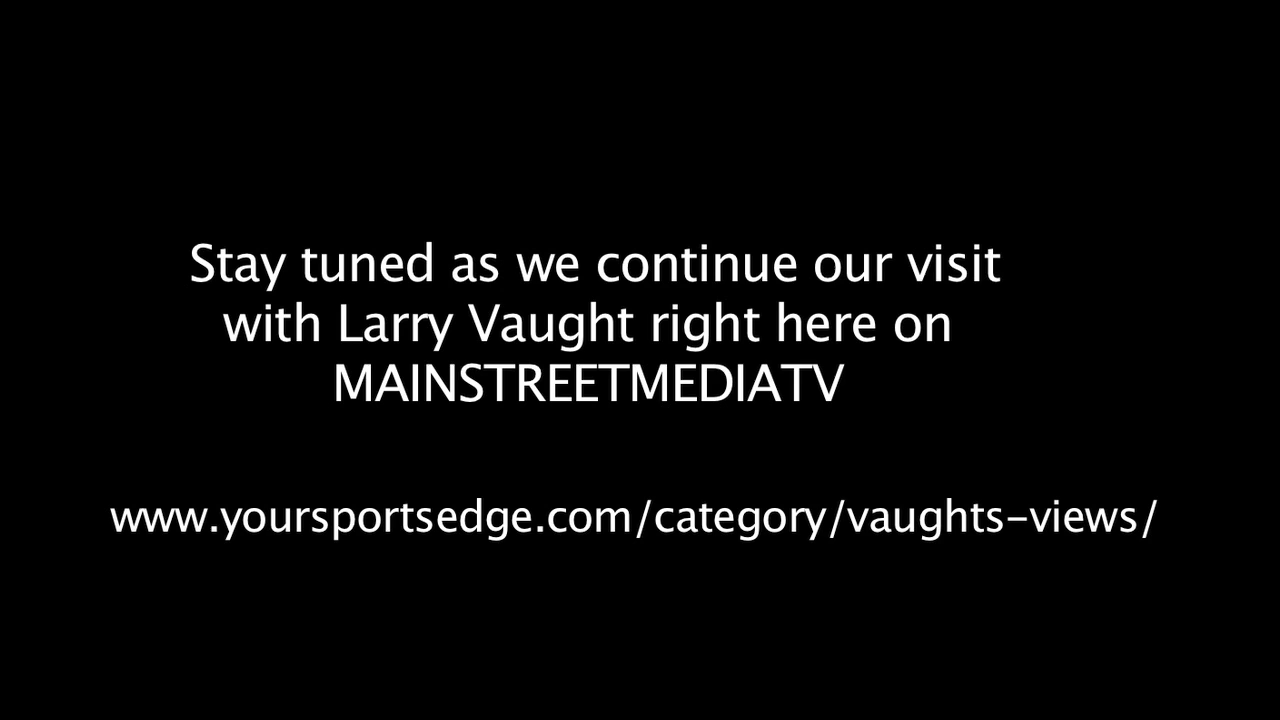 Stay tuned as we continue our visit
with Larry Vaught right here on
MAINSTREETMEDIATV
www.yoursportsedge.com/category/vaughts-views/